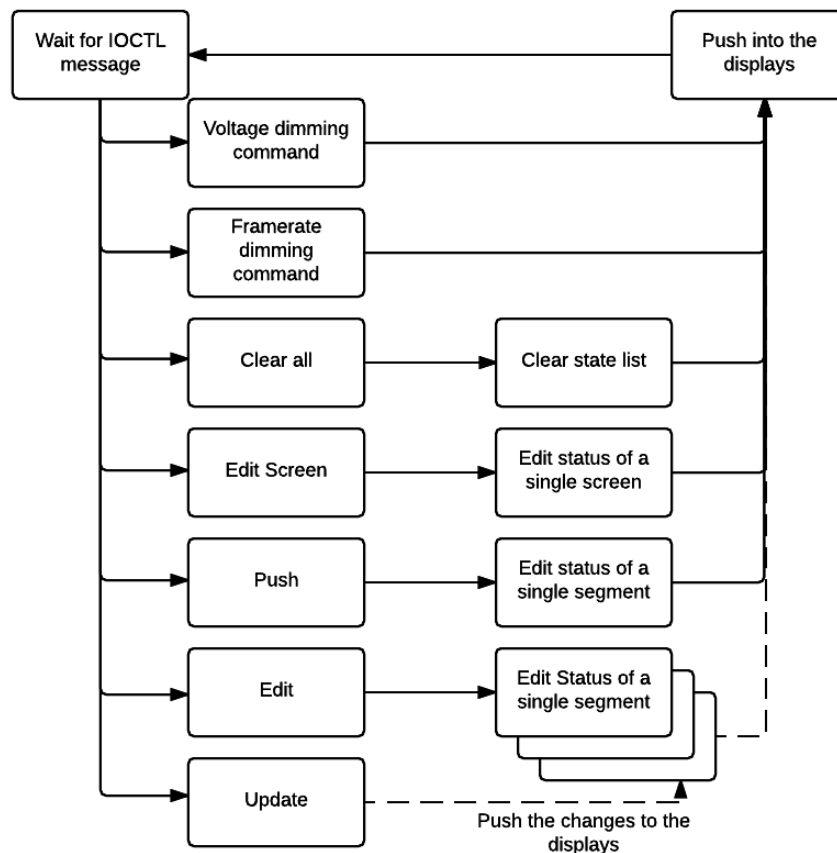 Wait for IOCTL
message
Push into the
displays
Voltage dimming
command
Framerate
dimming
command
Clear all
Clear state list
Edit Screen
Edit status of a
single screen
Push
Edit status of a
single segment
Edit
Edit Status of a
single segment
Update
Push the changes to the
displays